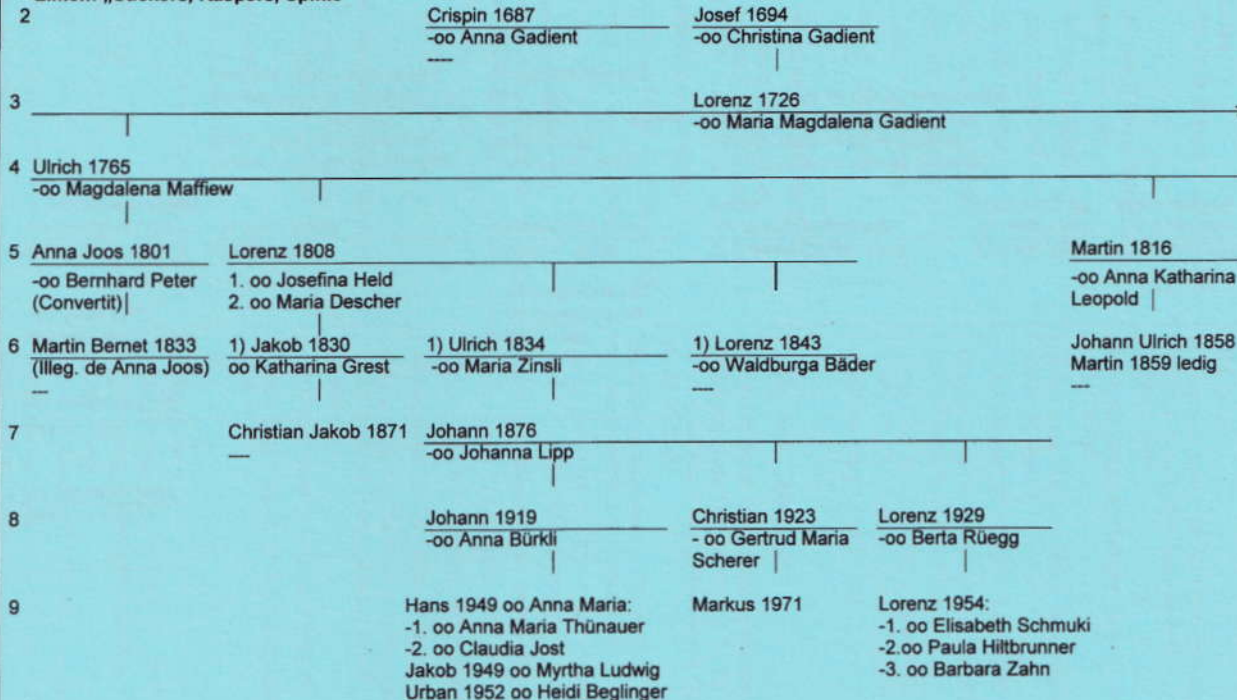 2 Crispin 1687 Josef 1694
-oo Anna Gadient -oo Christina Gadient
----
3 Lorenz 1726
-oo Maria Magdalena Gadient
4 Ulrich 1765
-oo Magdalena Maffiew
5 Anna Joos 1801 Lorenz 1808 Martin 1816
-oo Bernhard Peter 1. oo Josefina Held -oo Anna Katharina
(Convertit) 2. oo Maria Descher Leopold
6 Martin Bernet 1833 1) Jakob 1830 1) Ulrich 1834 1) Lorenz 1843 Johann Ulrich 1858
(Illeg. de Anna Joos) oo Katharina Grest -oo Maria Zinsli -oo Waldburga Bäder Martin 1859 ledig
--- ---- ---
7 Christian Jakob 1871 Johann 1876
---- -oo Johanna Lipp
8 Johann 1919 Christian 1923 Lorenz 1929
-oo Anna Bürkli - oo Gertrud Maria -oo Berta Rüegg
Scherer
9 Hans 1949 oo Anna Maria: Markus 1971 Lorenz 1954:
-1. oo Anna Maria Thünauer -1. oo Elisabeth Schmuki
-2. oo Claudia Jost -2.oo Paula Hiltbrunner
Jakob 1949 oo Myrtha Ludwig -3. oo Barbara Zahn
Urban 1952 oo Heidi Beglinger